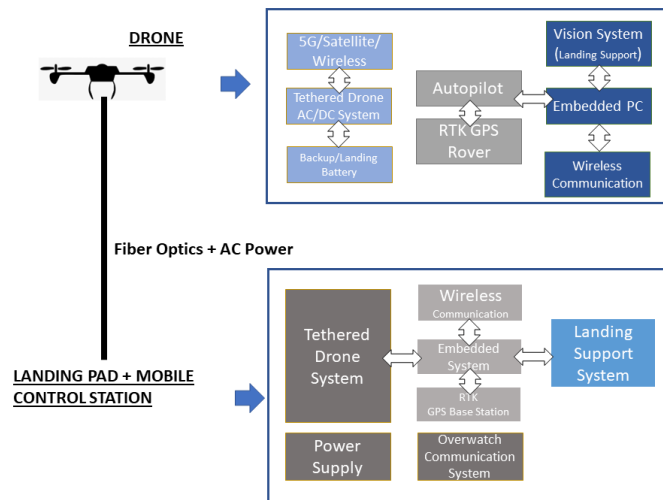 DRONE
5G/Satellite/
Wireless
Tethered Drone
AC/DC System
Backup/Landing
Battery
Autopilot
RTK GPS
Rover
Vision System
(Landing Support)
Embedded PC
Wireless
Communication
Fiber Optics + AC Power
LANDING PAD + MOBILE
CONTROL STATION
Tethered
Drone
System
Wireless
Communication
Embedded
System
RTK
GPS Base Station
Landing
Support
System
Power
Supply
Overwatch
Communication
System